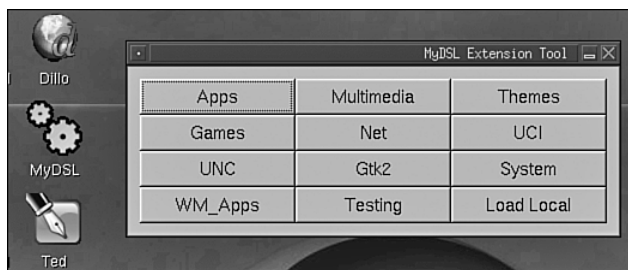 Dillo
MyDSL
Ted
MyDSL Extension Tool
Apps Multimedia Themes
Games Net UCI
UNC Gtk2 System
WM_Apps Testing Load Local